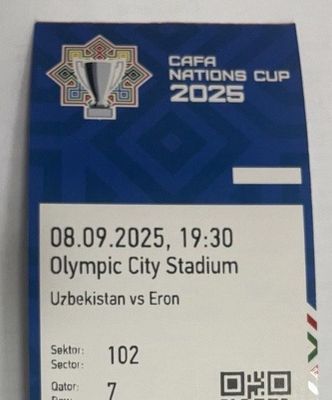 CAFA
NATIONS CUP
2025
08.09.2025, 19:30
Olympic City Stadium
Uzbekistan vs Eron
Sektor: 102
Sector:
Qator: 7